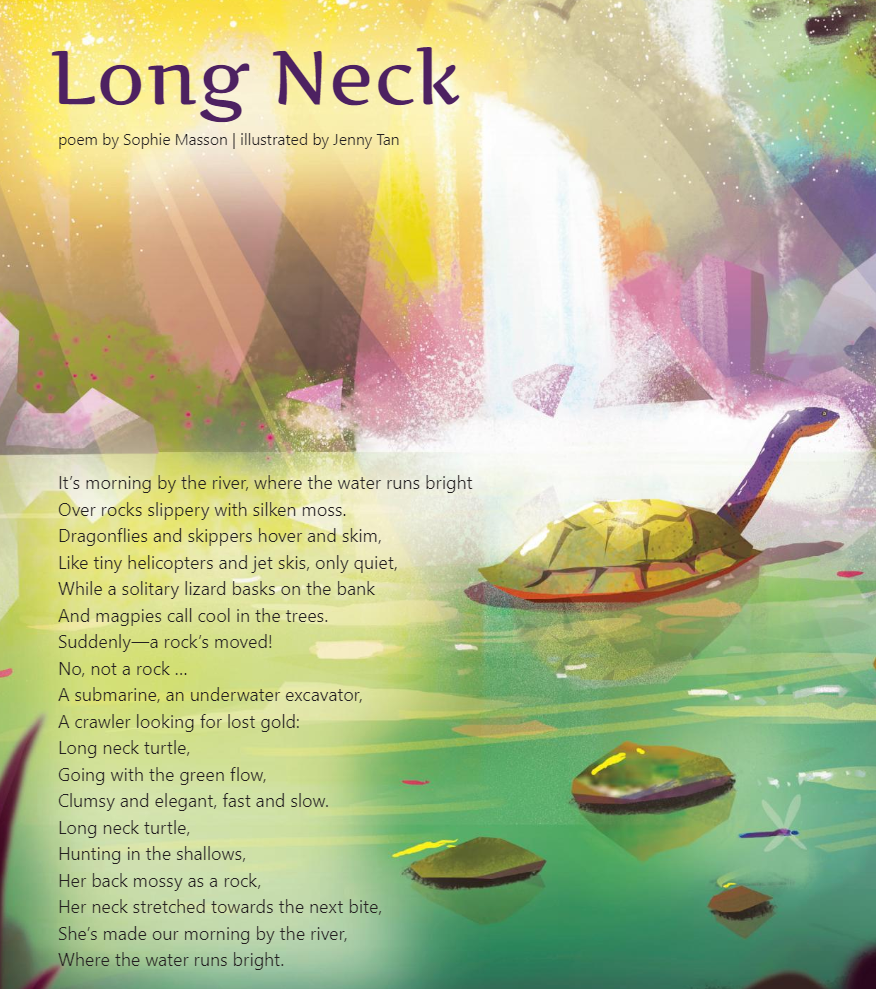 Long Neck
poem by Sophie Masson | illustrated by Jenny Tan
It’s morning by the river, where the water runs bright
Over rocks slippery with silken moss.
Dragonflies and skippers hover and skim,
Like tiny helicopters and jet skis, only quiet,
While a solitary lizard basks on the bank
And magpies call cool in the trees.
Suddenly—a rock’s moved!
No, not a rock ...
A submarine, an underwater excavator,
A crawler looking for lost gold:
Long neck turtle,
Going with the green flow,
Clumsy and elegant, fast and slow.
Long neck turtle,
Hunting in the shallows,
Her back mossy as a rock,
Her neck stretched towards the next bite,
She’s made our morning by the river,
Where the water runs bright.